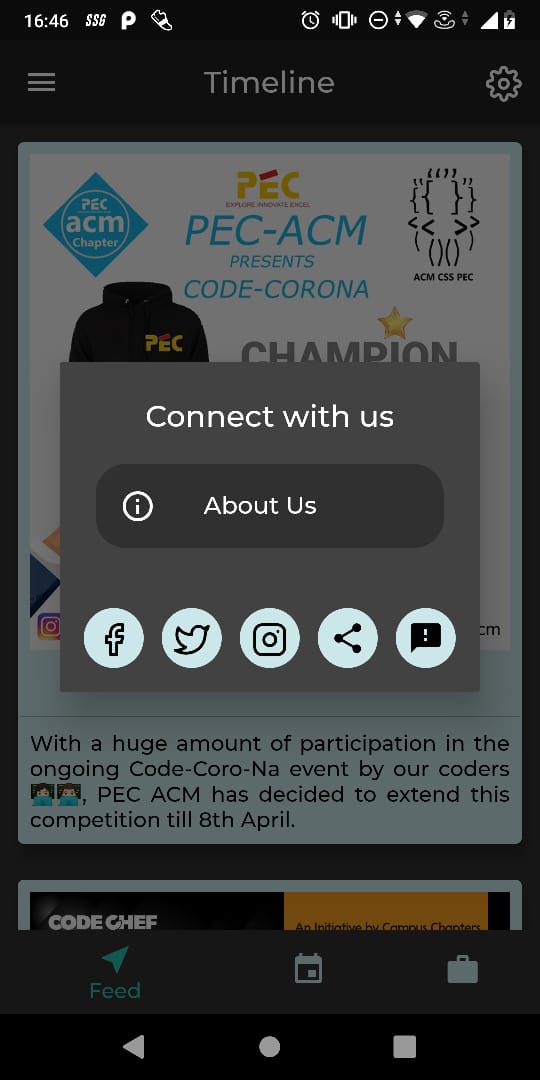 16:46
Timeline
PEC
acm
Chapter
PEC
EXPLORE INNOVATE EXCEL
PEC-ACM
PRESENTS
CODE-CORONA
{{ }}
{ }
< >
()()
ACM CSS PEC
PEC
CHAMPION
Connect with us
About Us
cm
With a huge amount of participation in the
ongoing Code-Coro-Na event by our coders
👩🏻‍💻👨🏻‍💻, PEC ACM has decided to extend this
competition till 8th April.
CODE CHEF
An Initiative by Campus Chapters
Feed